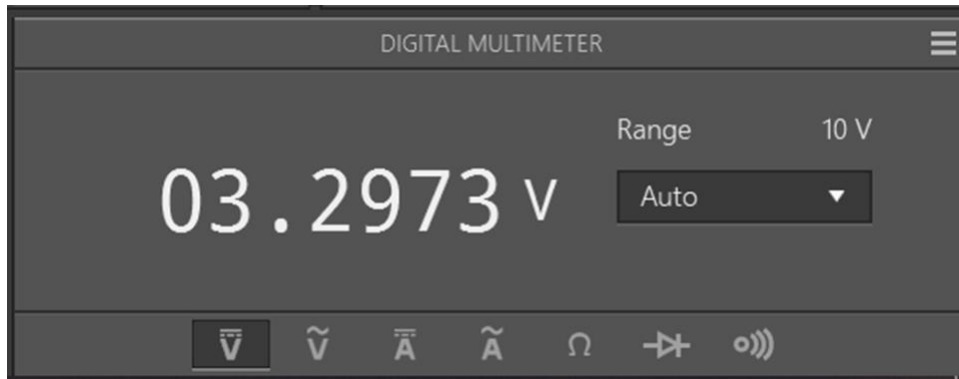 DIGITAL MULTIMETER
Range 10 V
03.2973 V
Auto
V V A A Ω